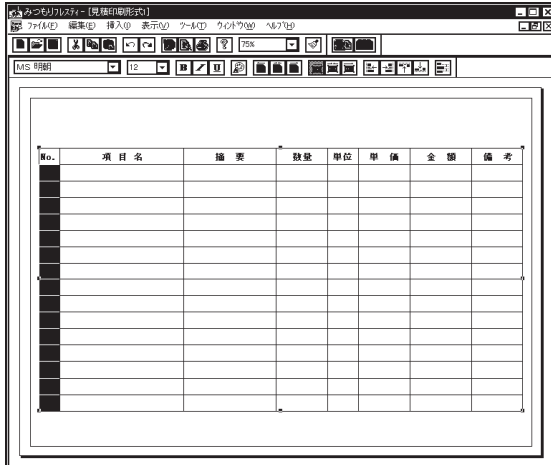 みつもりフレスティ - [見積印刷形式1]
ファイル(F) 編集(E) 挿入(I) 表示(V) ツール(T) ウィンドウ(W) ヘルプ(H)
75%
MS 明朝 12 B I U
No. 項 目 名 摘 要 数量 単位 単 価 金 額 備 考